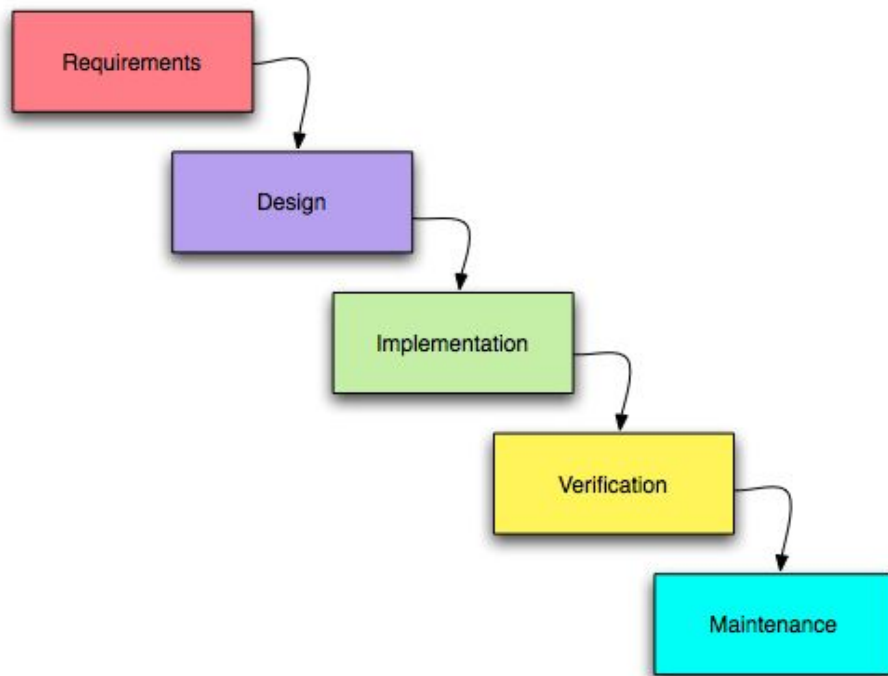 Requirements
Design
Implementation
Verification
Maintenance